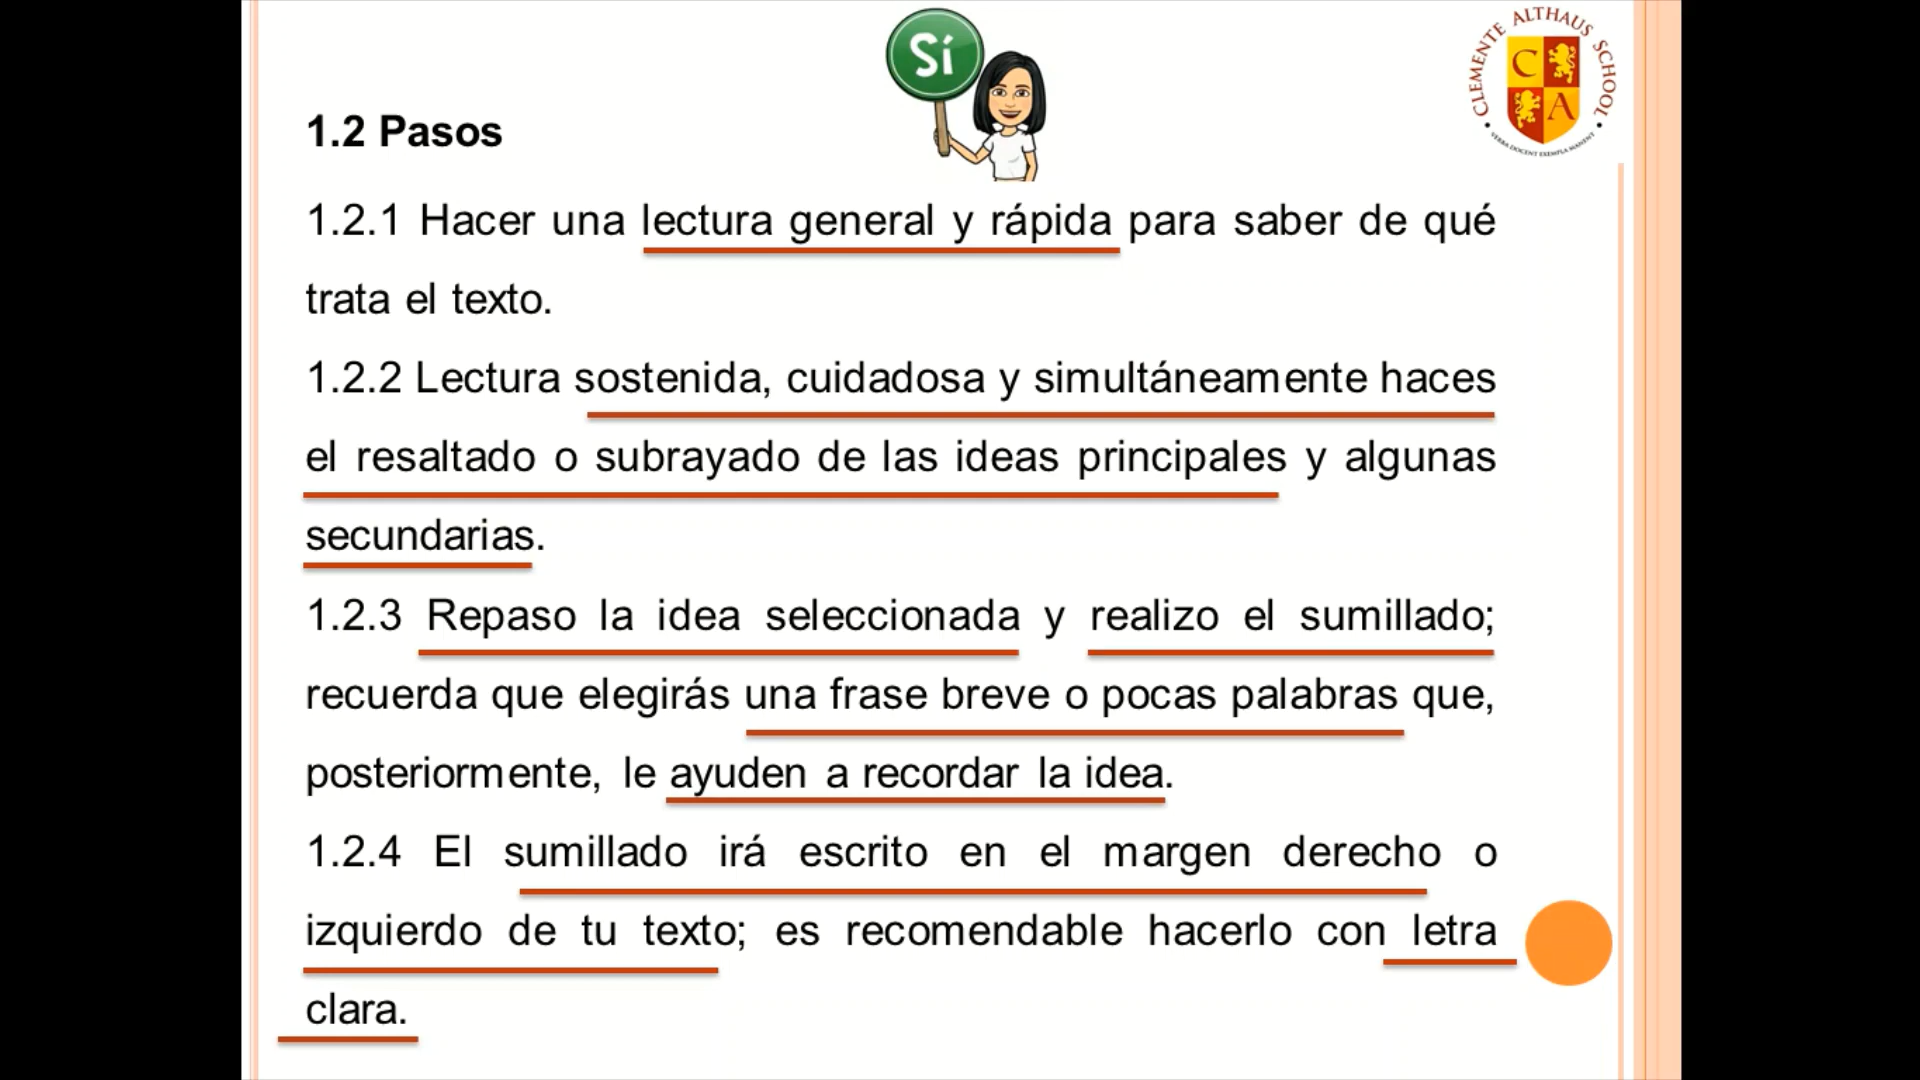 Sí
CLEMENTE ALTHAUS SCHOOL
C
A
VERBA DOCENT EXEMPLA MANENT
1.2 Pasos
1.2.1 Hacer una lectura general y rápida para saber de qué
trata el texto.
1.2.2 Lectura sostenida, cuidadosa y simultáneamente haces
el resaltado o subrayado de las ideas principales y algunas
secundarias.
1.2.3 Repaso la idea seleccionada y realizo el sumillado;
recuerda que elegirás una frase breve o pocas palabras que,
posteriormente, le ayuden a recordar la idea.
1.2.4 El sumillado irá escrito en el margen derecho o
izquierdo de tu texto; es recomendable hacerlo con letra
clara.